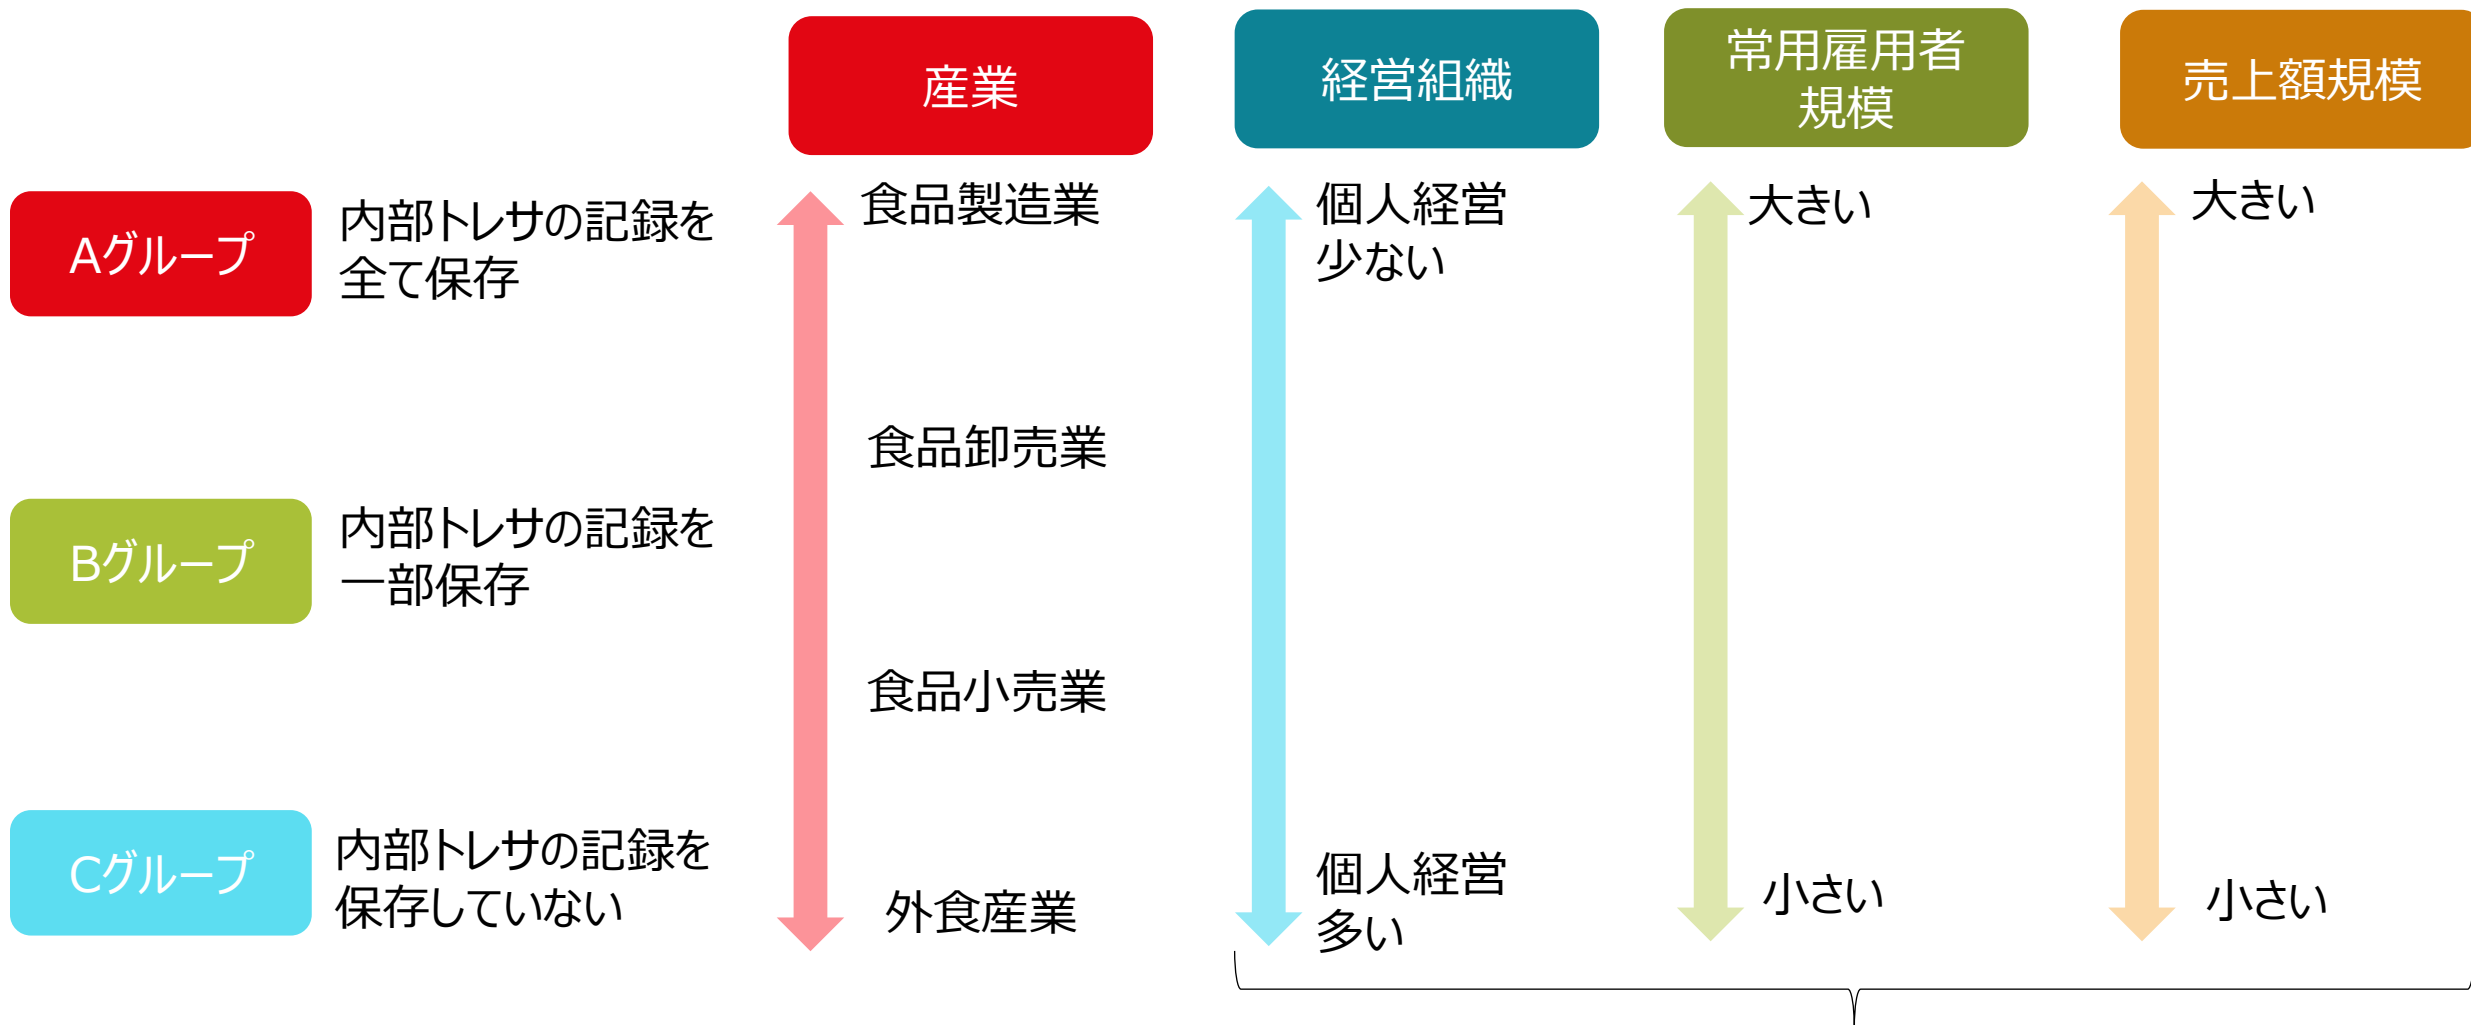 産業
経営組織
常用雇用者
規模
売上額規模
Aグループ
内部トレサの記録を
全て保存
食品製造業
個人経営
少ない
大きい
大きい
食品卸売業
Bグループ
内部トレサの記録を
一部保存
食品小売業
Cグループ
内部トレサの記録を
保存していない
外食産業
個人経営
多い
小さい
小さい